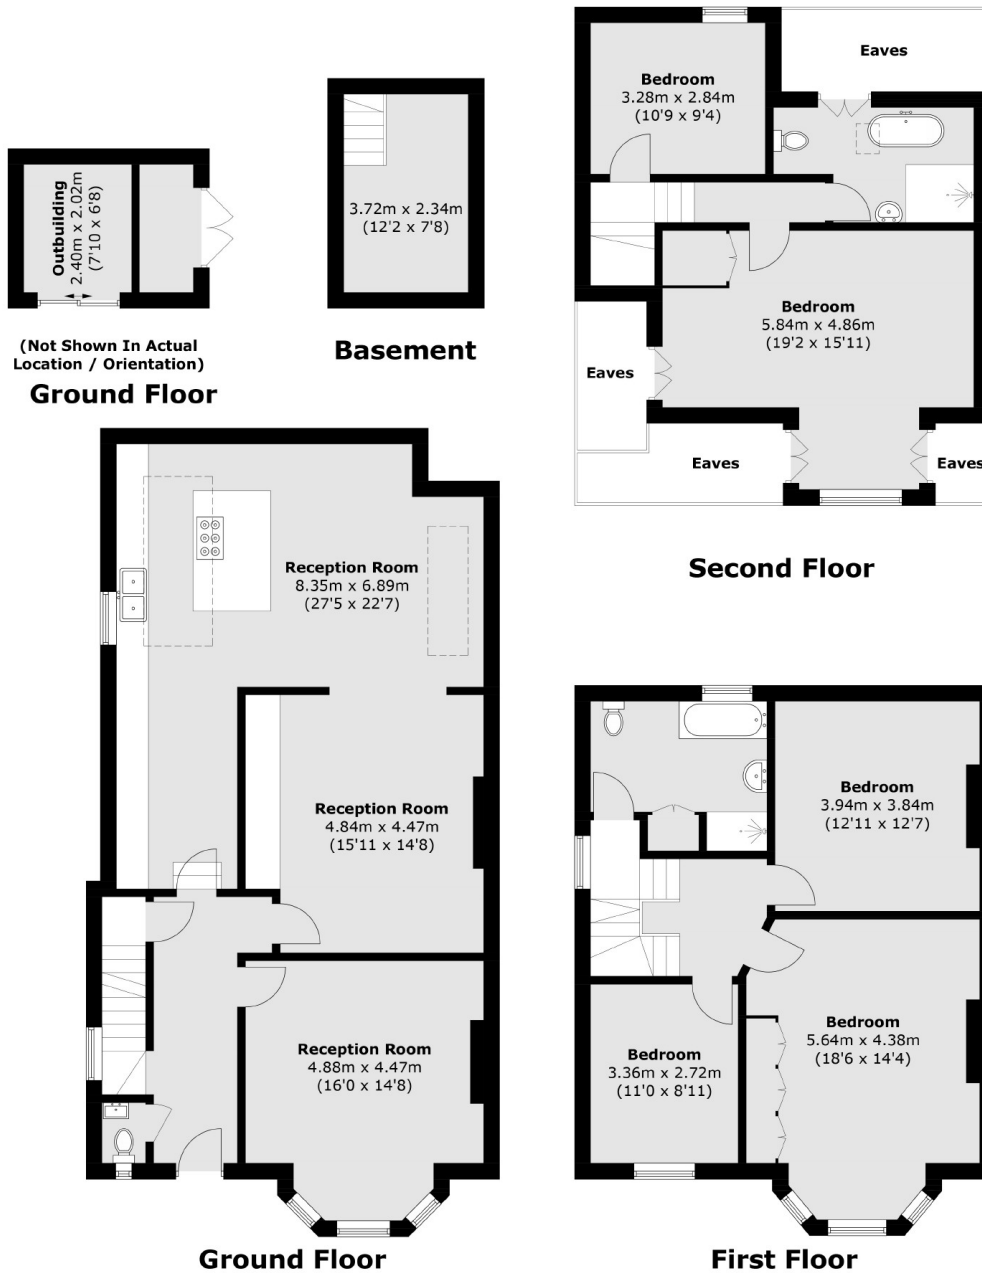 Outbuilding
2.40m x 2.02m
(7'10 x 6'8)
(Not Shown In Actual
Location / Orientation)
Ground Floor
3.72m x 2.34m
(12'2 x 7'8)
Basement
Eaves
Bedroom
3.28m x 2.84m
(10'9 x 9'4)
Bedroom
5.84m x 4.86m
(19'2 x 15'11)
Eaves
Eaves
Eaves
Second Floor
Reception Room
8.35m x 6.89m
(27'5 x 22'7)
Reception Room
4.84m x 4.47m
(15'11 x 14'8)
Reception Room
4.88m x 4.47m
(16'0 x 14'8)
Ground Floor
Bedroom
3.94m x 3.84m
(12'11 x 12'7)
Bedroom
5.64m x 4.38m
(18'6 x 14'4)
Bedroom
3.36m x 2.72m
(11'0 x 8'11)
First Floor